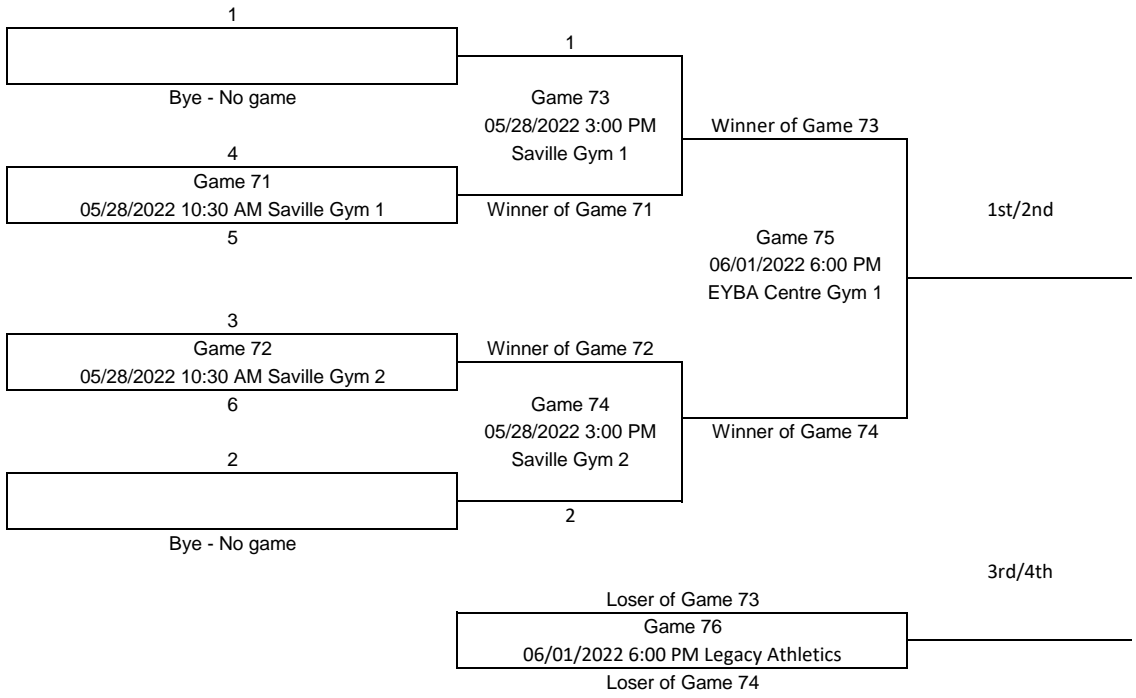 1
Bye - No game
4
Game 71
05/28/2022 10:30 AM Saville Gym 1
5
3
Game 72
05/28/2022 10:30 AM Saville Gym 2
6
2
Bye - No game
1
Game 73
05/28/2022 3:00 PM
Saville Gym 1
Winner of Game 71
Winner of Game 72
Game 74
05/28/2022 3:00 PM
Saville Gym 2
2
Winner of Game 73
Game 75
06/01/2022 6:00 PM
EYBA Centre Gym 1
Winner of Game 74
1st/2nd
Loser of Game 73
Game 76
06/01/2022 6:00 PM Legacy Athletics
Loser of Game 74
3rd/4th